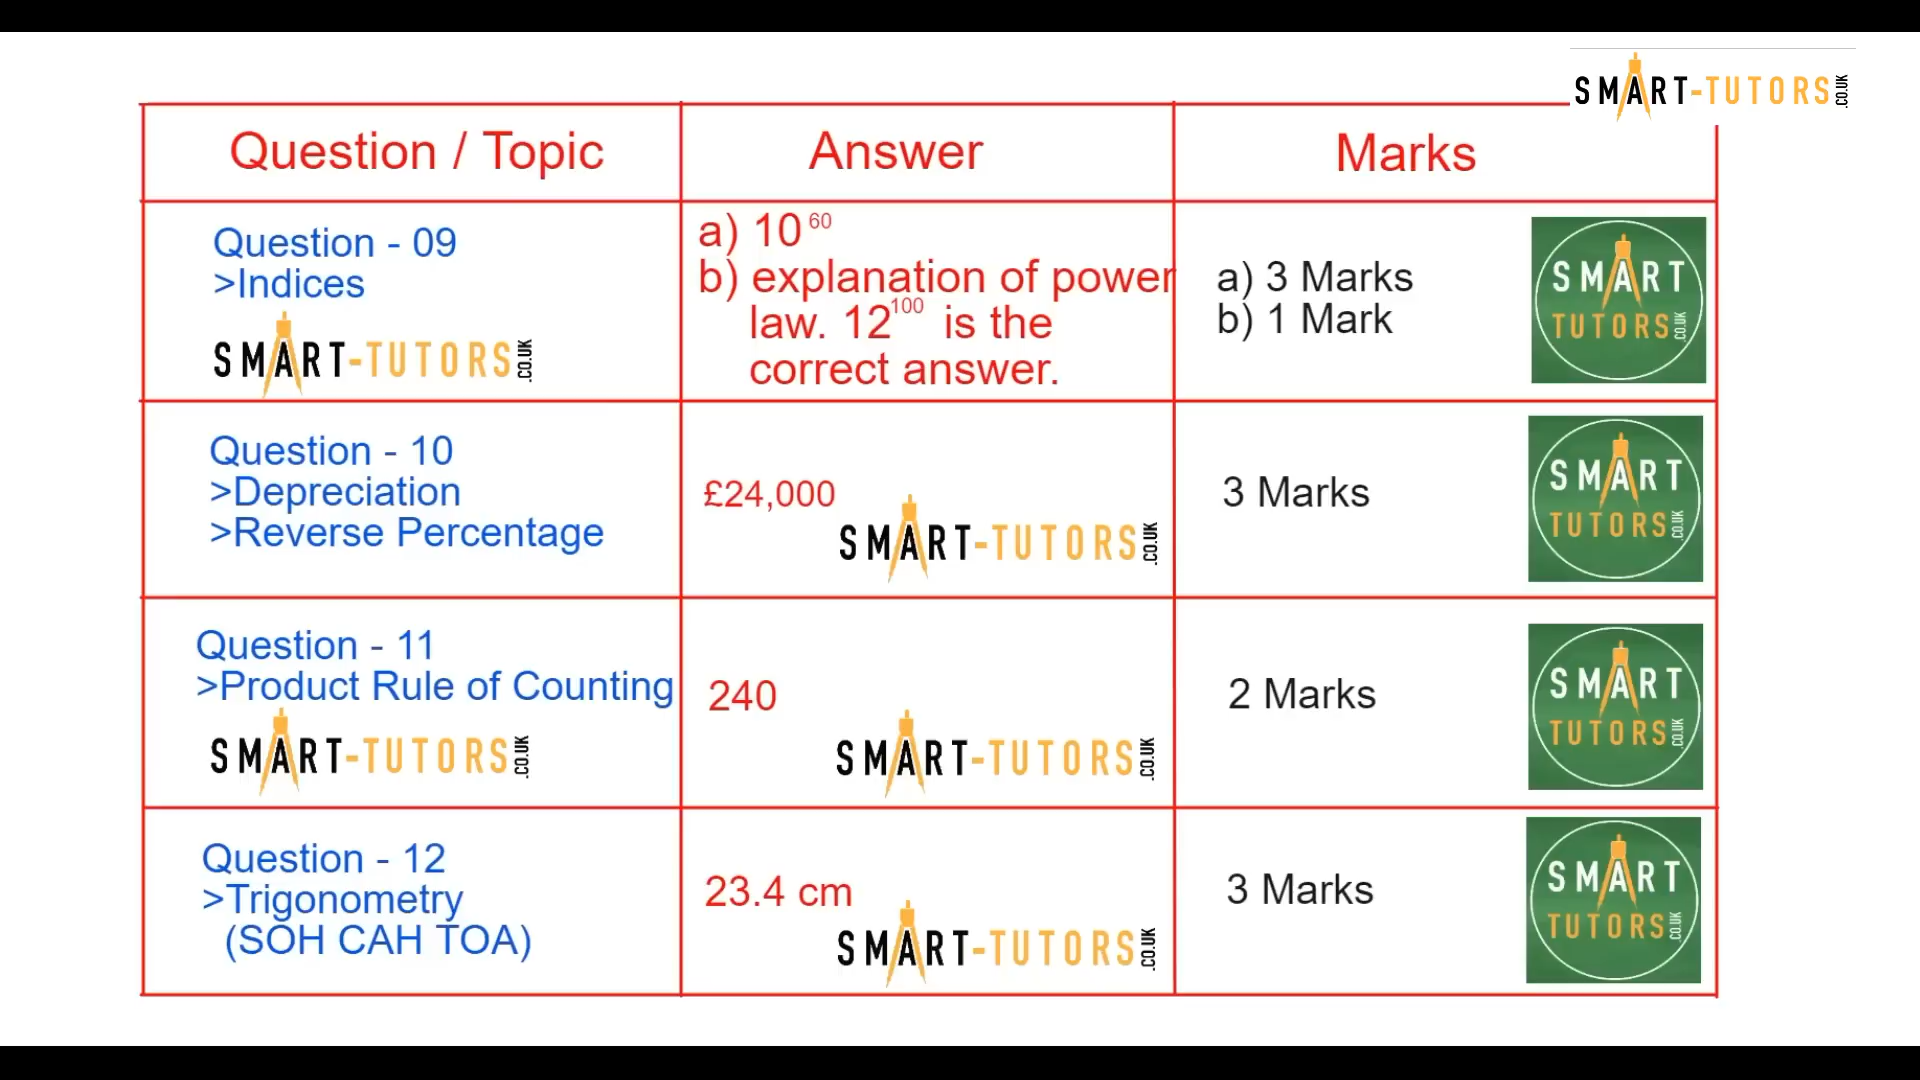 SMART-TUTORS.CO.UK
Question / Topic
Answer
Marks
Question - 09
>Indices
SMART-TUTORS.CO.UK
a) 10⁶⁰
b) explanation of power
law. 12¹⁰⁰ is the
correct answer.
a) 3 Marks
b) 1 Mark
SMART
TUTORS.CO.UK
Question - 10
>Depreciation
>Reverse Percentage
£24,000
SMART-TUTORS.CO.UK
3 Marks
SMART
TUTORS.CO.UK
Question - 11
>Product Rule of Counting
SMART-TUTORS.CO.UK
240
SMART-TUTORS.CO.UK
2 Marks
SMART
TUTORS.CO.UK
Question - 12
>Trigonometry
(SOH CAH TOA)
23.4 cm
SMART-TUTORS.CO.UK
3 Marks
SMART
TUTORS.CO.UK